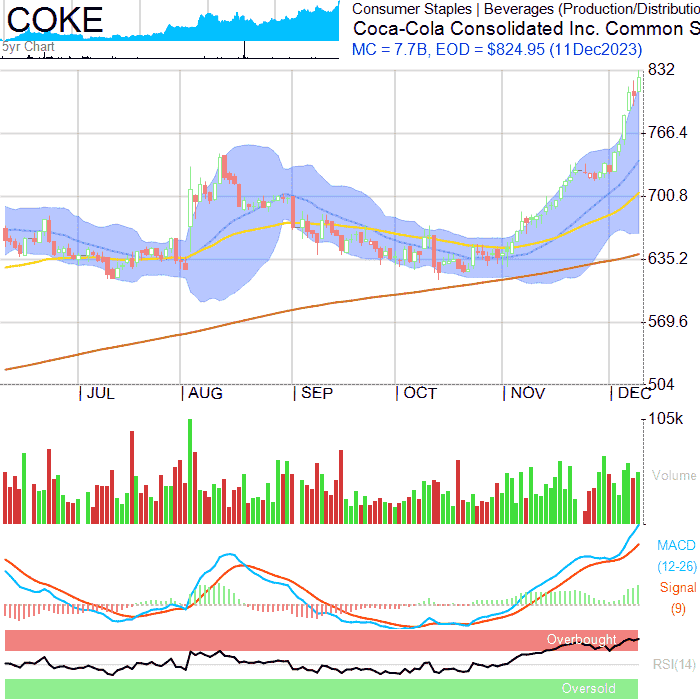 COKE
5yr Chart
Consumer Staples | Beverages (Production/Distributio
Coca-Cola Consolidated Inc. Common S
MC = 7.7B, EOD = $824.95 (11Dec2023)
832
766.4
700.8
635.2
569.6
504
JUL AUG SEP OCT NOV DEC
105k
Volume
MACD
(12-26)
Signal
(9)
Overbought
RSI(14)
Oversold